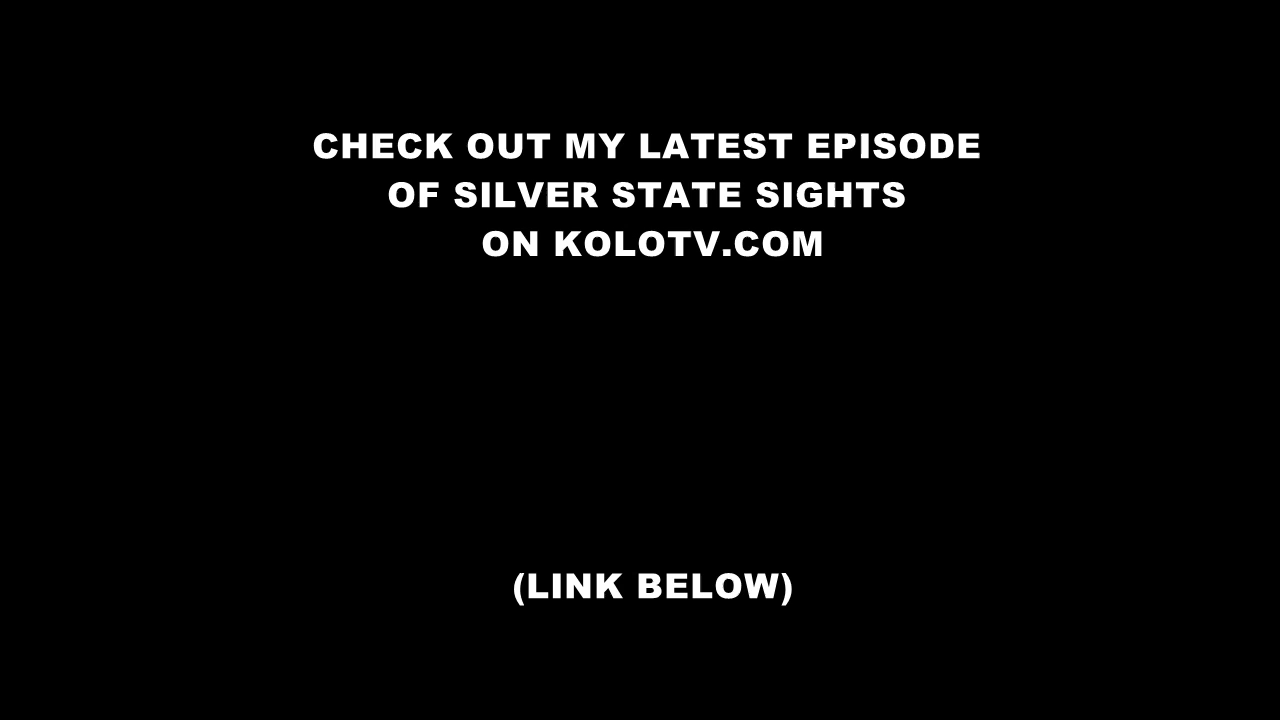 CHECK OUT MY LATEST EPISODE
OF SILVER STATE SIGHTS
ON KOLOTV.COM
(LINK BELOW)